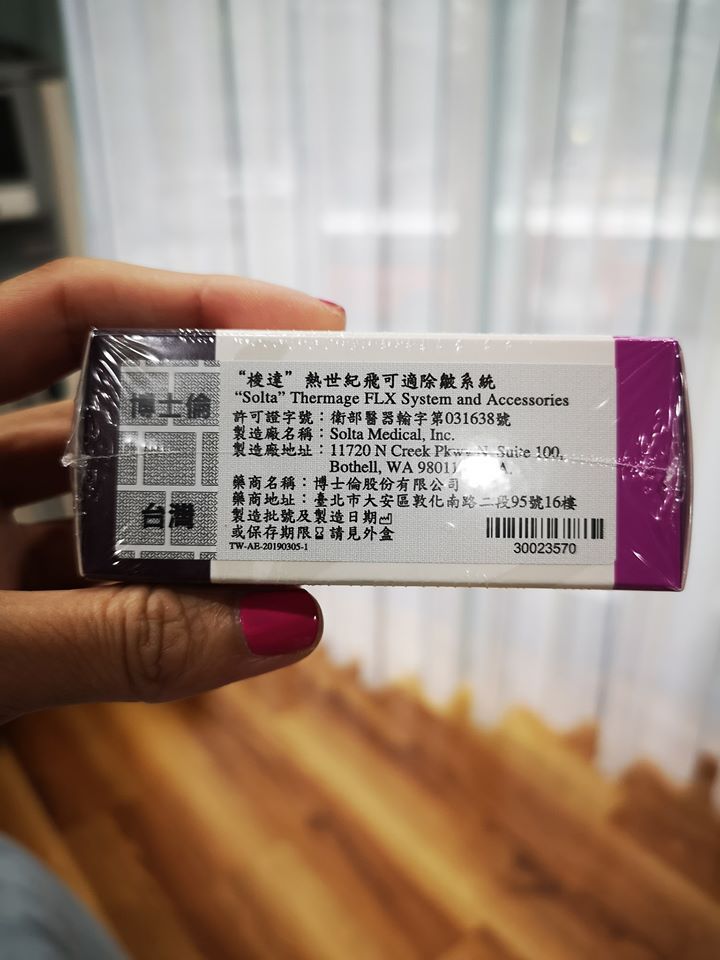 博士倫
台灣
“梭達” 熱世紀飛可適除皺系統
“Solta” Thermage FLX System and Accessories
許可證字號：衛部醫器輸字第031638號
製造廠名稱：Solta Medical, Inc.
製造廠地址：11720 N Creek Pkwy N, Suite 100,
Bothell, WA 98011 A.
藥商名稱：博士倫股份有限公司
藥商地址：臺北市大安區敦化南路二段95號16樓
製造批號及製造日期
或保存期限 請見外盒
TW-AE-20190305-1
30023570